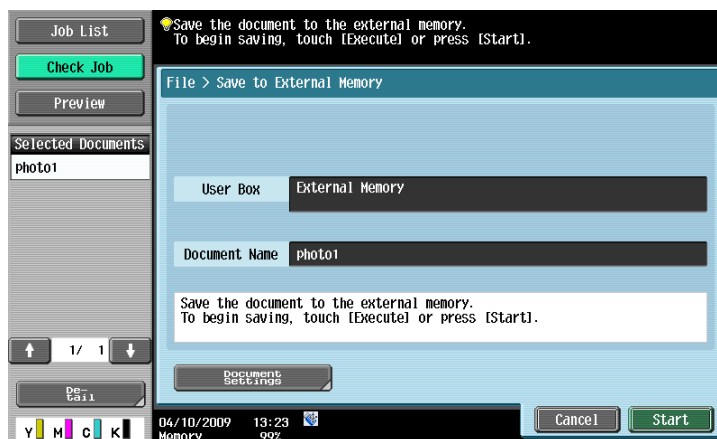 Job List
Check Job
Preview
Selected Documents
photo1
1/ 1
De-
tail
Y M C K
Save the document to the external memory.
To begin saving, touch [Execute] or press [Start].
File > Save to External Memory
User Box External Memory
Document Name photo1
Save the document to the external memory.
To begin saving, touch [Execute] or press [Start].
Document
Settings
04/10/2009 13:23
Memory 99%
Cancel Start